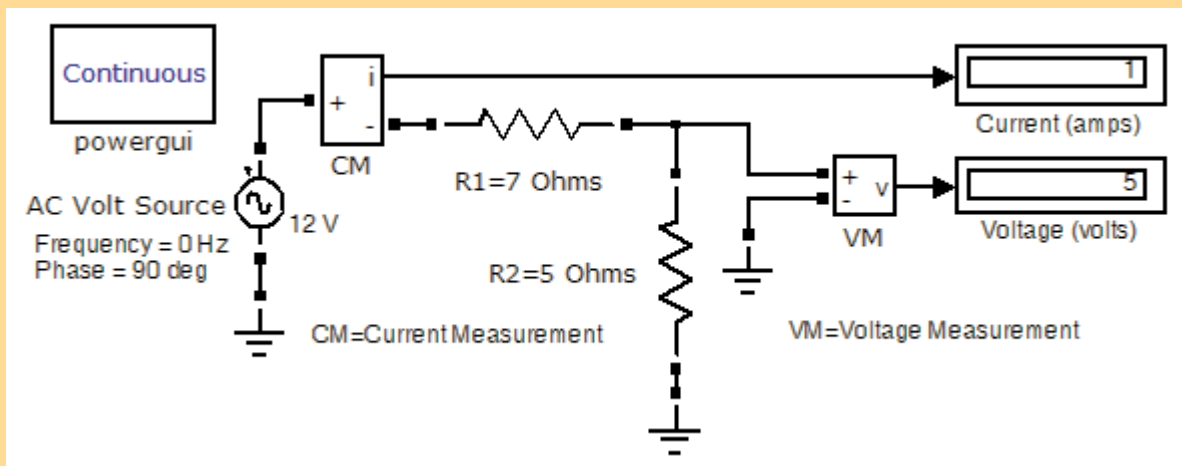 Continuous
powergui
i
+
-
CM
1
Current (amps)
R1=7 Ohms
AC Volt Source
12 V
Frequency = 0 Hz
Phase = 90 deg
+
-
v
VM
5
Voltage (volts)
R2=5 Ohms
CM=Current Measurement
VM=Voltage Measurement